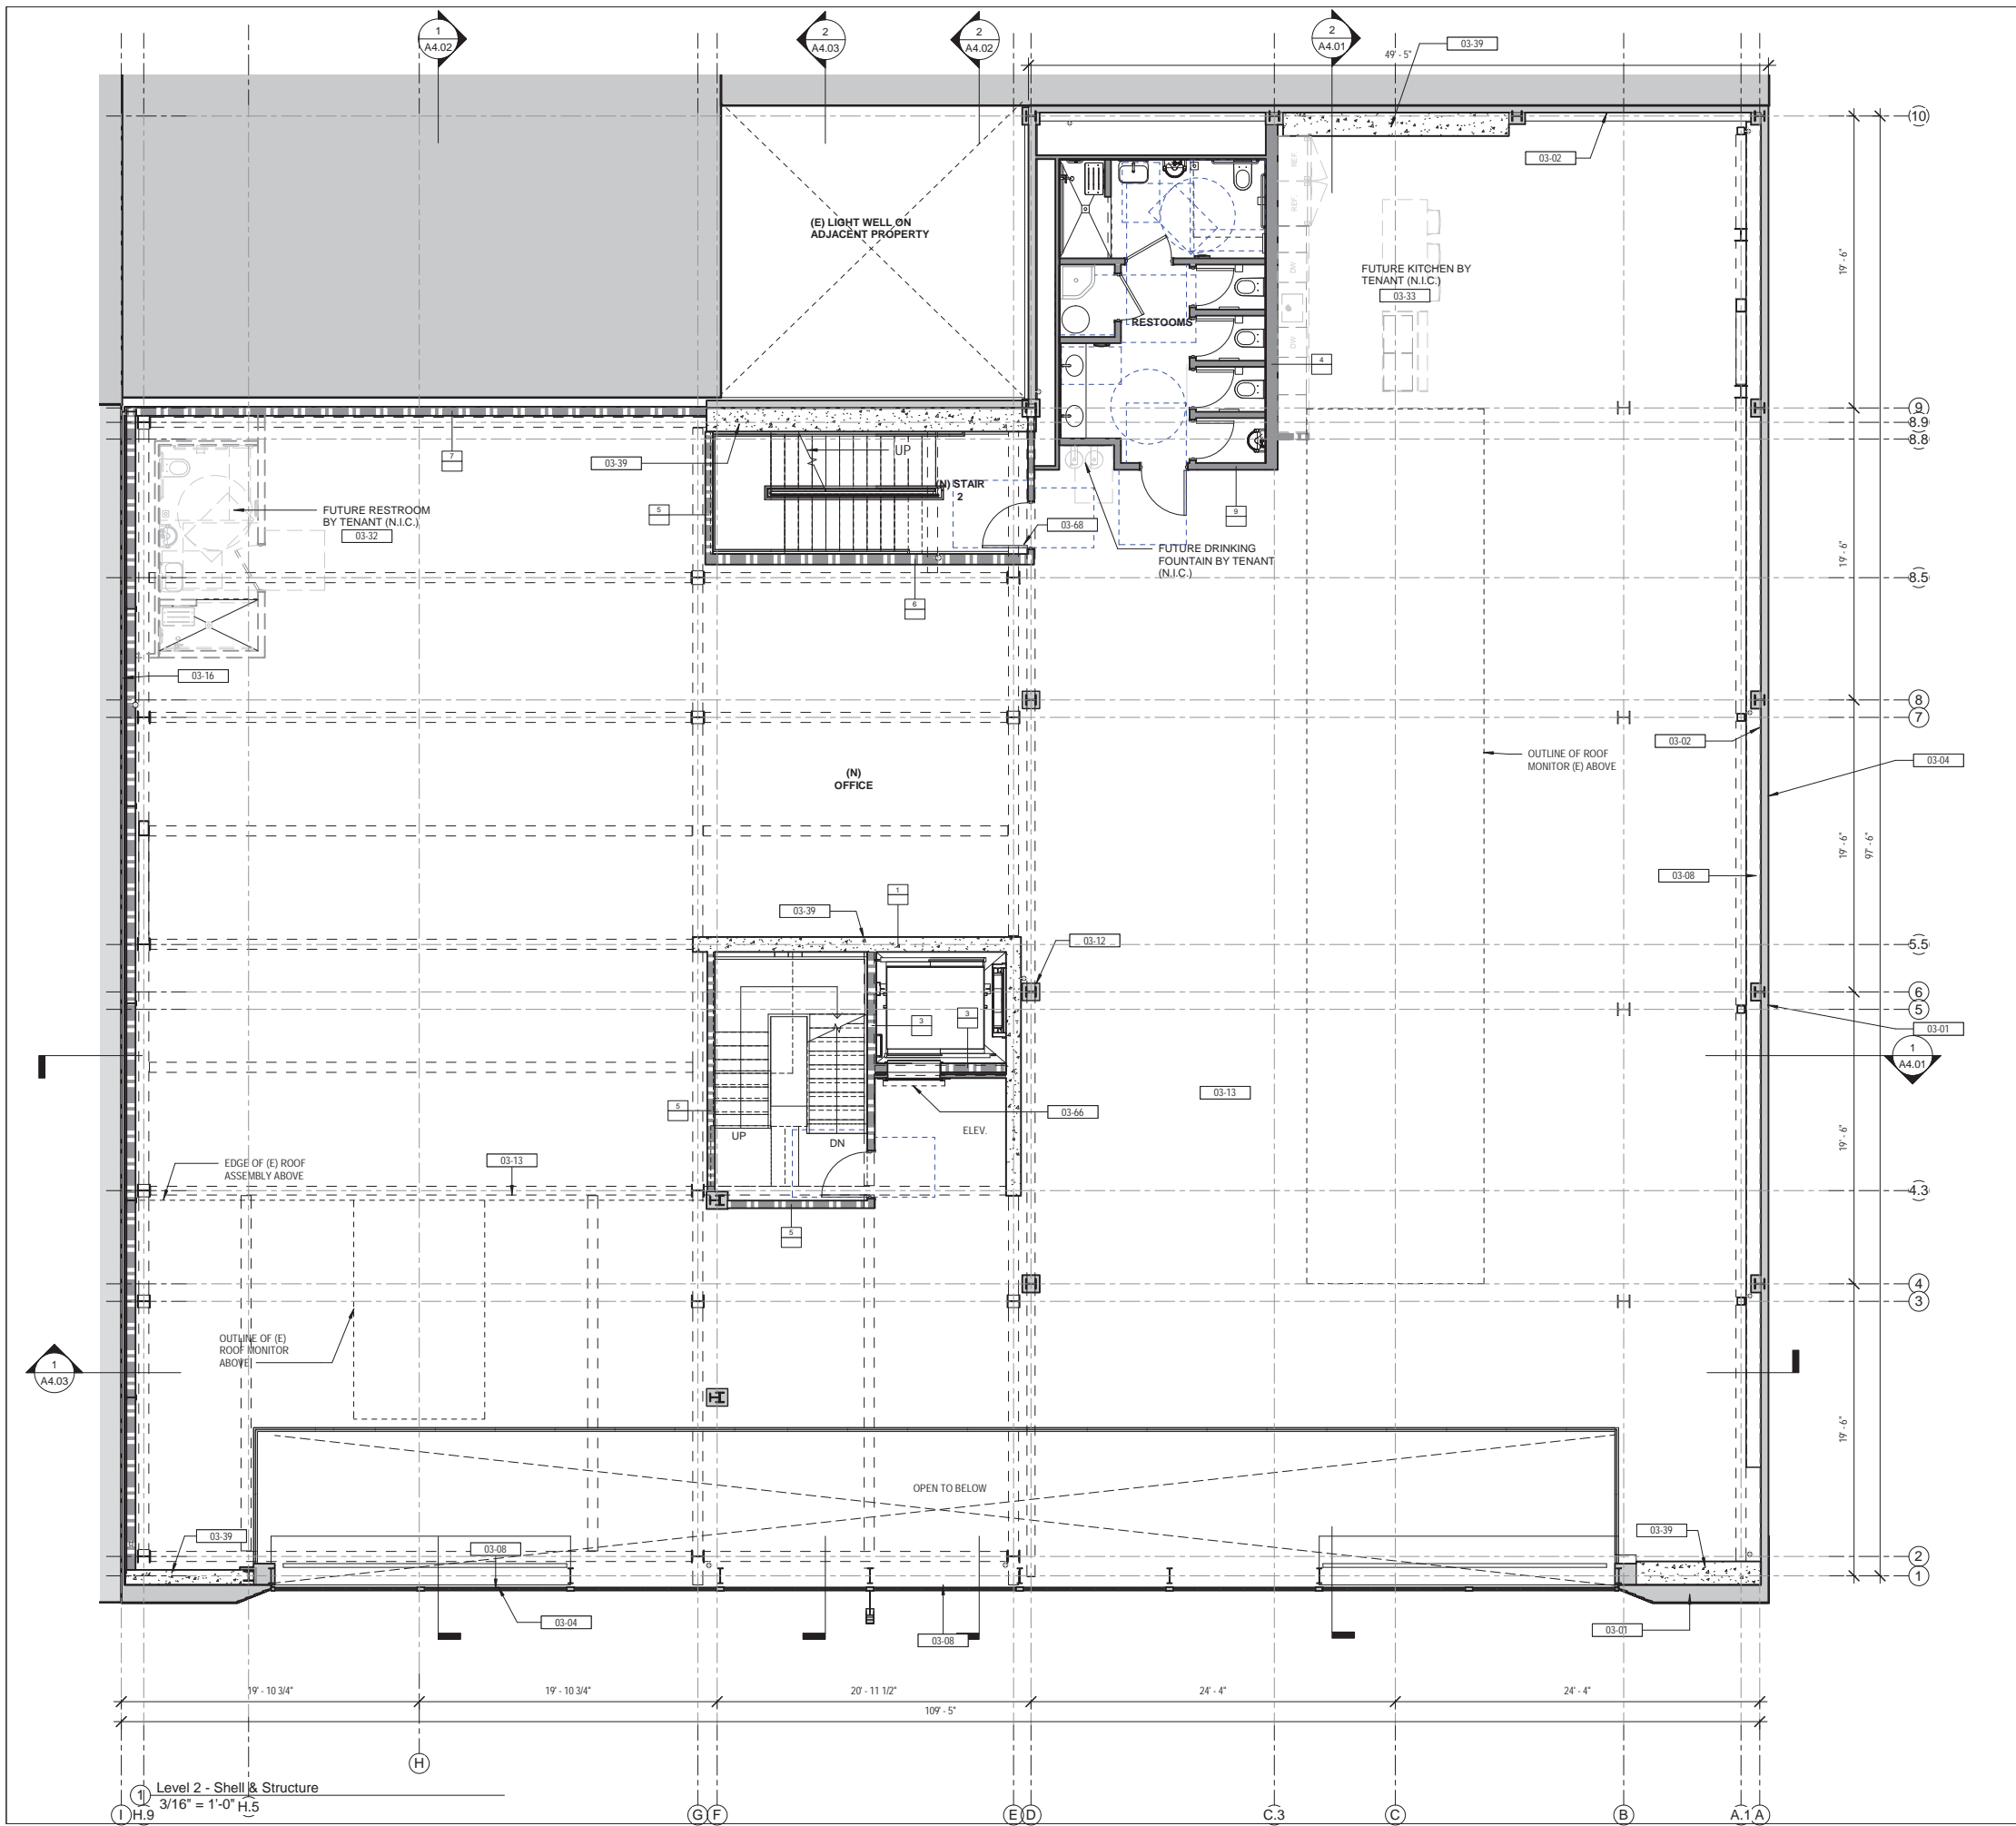 1
A4.02
2
A4.03
2
A4.02
2
A4.01
03-39
49' - 5"
10
03-02
REF.
REF.
(E) LIGHT WELL ON
ADJACENT PROPERTY
19' - 6"
FUTURE KITCHEN BY
TENANT (N.I.C.)
03-33
DW
DW
RESTOOMS
4
9
8.9
8.8
7
UP
03-39
(N) STAIR
2
5
9
FUTURE RESTROOM
BY TENANT (N.I.C.)
03-32
03-68
FUTURE DRINKING
FOUNTAIN BY TENANT
(N.I.C.)
19' - 6"
8.5
6
03-16
8
7
03-02
OUTLINE OF ROOF
MONITOR (E) ABOVE
03-04
(N)
OFFICE
19' - 6"
97' - 6"
03-08
1
03-39
03-12
5.5
6
5
3
3
03-01
1
A4.01
03-13
5
03-66
UP
DN
ELEV.
19' - 6"
EDGE OF (E) ROOF
ASSEMBLY ABOVE
03-13
4.3
5
4
3
OUTLINE OF (E)
ROOF MONITOR
ABOVE
1
A4.03
19' - 6"
OPEN TO BELOW
03-39
03-08
03-39
2
1
03-04
03-08
03-01
19' - 10 3/4"
19' - 10 3/4"
20' - 11 1/2"
24' - 4"
24' - 4"
109' - 5"
H
1
Level 2 - Shell & Structure
3/16" = 1'-0"
I
H.9
H.5
G
F
E
D
C.3
C
B
A.1
A